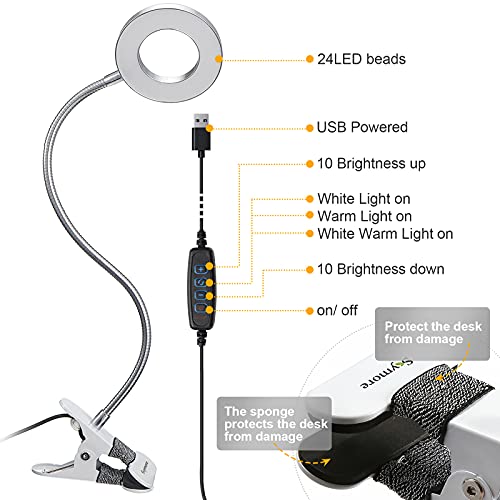 24LED beads
USB Powered
10 Brightness up
White Light on
Warm Light on
White Warm Light on
10 Brightness down
on/ off
Protect the desk
from damage
Skymore
The sponge
protects the desk
from damage